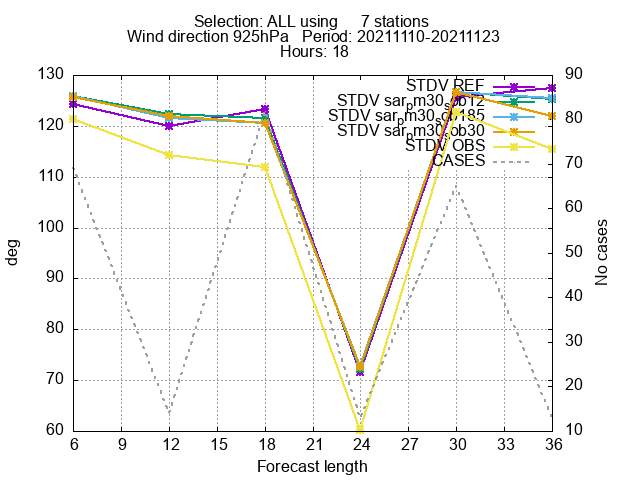 Selection: ALL using 7 stations
Wind direction 925hPa Period: 20211110-20211123
Hours: 18
130
120
110
100
90
80
70
60
deg
90
80
70
60
50
40
30
20
10
No cases
STDV REF
STDV OBS
CASES
6 9 12 15 18 21 24 27 30 33 36
Forecast length